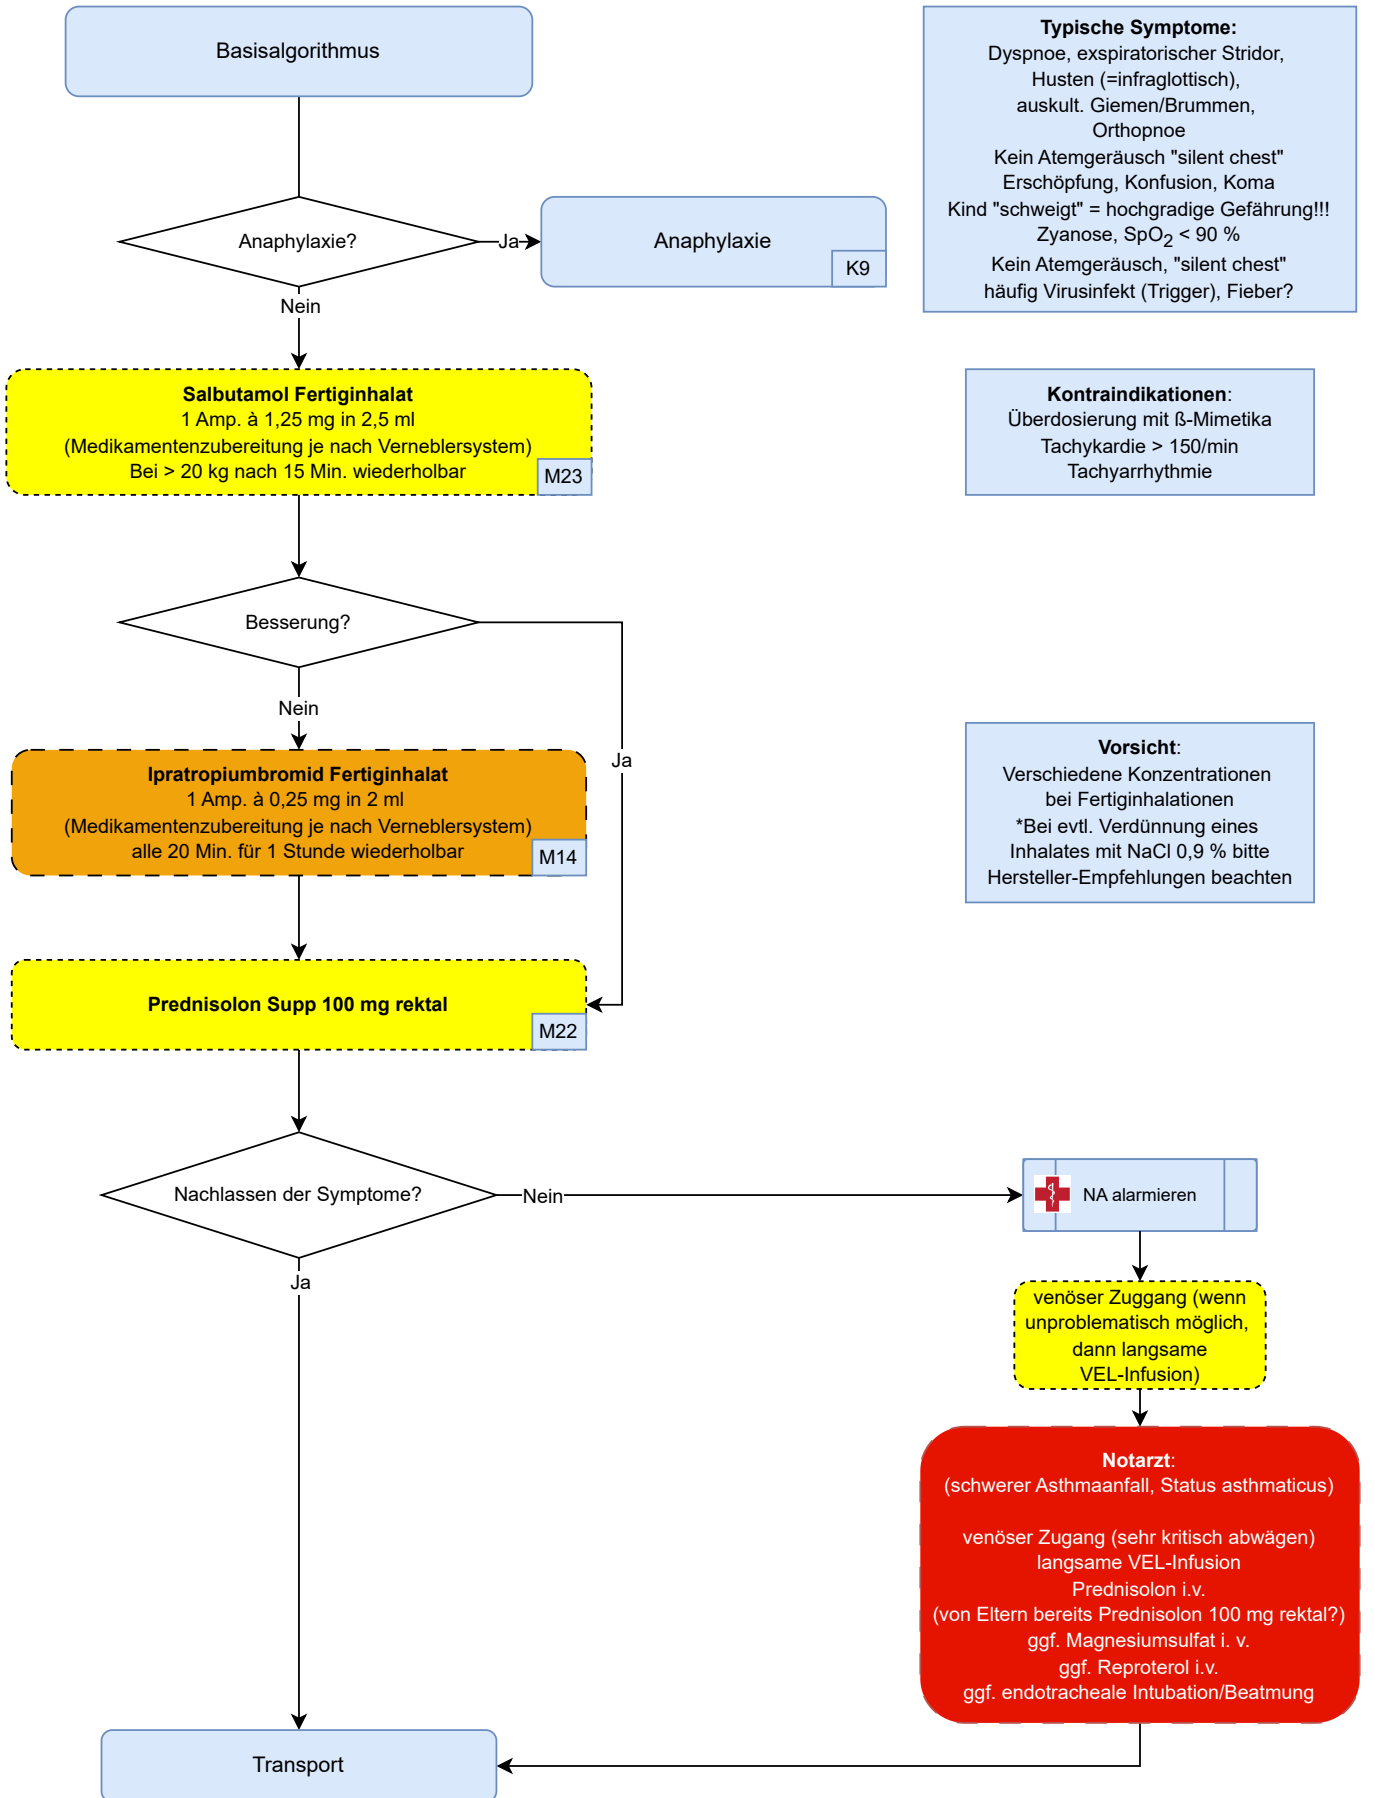 Basisalgorithmus
Typische Symptome:
Dyspnoe, exspiratorischer Stridor,
Husten (=infraglottisch),
auskult. Giemen/Brummen,
Orthopnoe
Kein Atemgeräusch "silent chest"
Erschöpfung, Konfusion, Koma
Kind "schweigt" = hochgradige Gefährung!!!
Zyanose, SpO2 < 90 %
Kein Atemgeräusch, "silent chest"
häufig Virusinfekt (Trigger), Fieber?
Anaphylaxie?
Ja
Anaphylaxie
K9
Nein
Salbutamol Fertiginhalat
1 Amp. à 1,25 mg in 2,5 ml
(Medikamentenzubereitung je nach Verneblersystem)
Bei > 20 kg nach 15 Min. wiederholbar
M23
Kontraindikationen:
Überdosierung mit ß-Mimetika
Tachykardie > 150/min
Tachyarrhythmie
Besserung?
Nein
Ja
Ipratropiumbromid Fertiginhalat
1 Amp. à 0,25 mg in 2 ml
(Medikamentenzubereitung je nach Verneblersystem)
alle 20 Min. für 1 Stunde wiederholbar
M14
Vorsicht:
Verschiedene Konzentrationen
bei Fertiginhalationen
*Bei evtl. Verdünnung eines
Inhalates mit NaCl 0,9 % bitte
Hersteller-Empfehlungen beachten
Prednisolon Supp 100 mg rektal
M22
Nachlassen der Symptome?
Nein
NA alarmieren
Ja
venöser Zuggang (wenn
unproblematisch möglich,
dann langsame
VEL-Infusion)
Notarzt:
(schwerer Asthmaanfall, Status asthmaticus)
venöser Zugang (sehr kritisch abwägen)
langsame VEL-Infusion
Prednisolon i.v.
(von Eltern bereits Prednisolon 100 mg rektal?)
ggf. Magnesiumsulfat i. v.
ggf. Reproterol i.v.
ggf. endotracheale Intubation/Beatmung
Transport